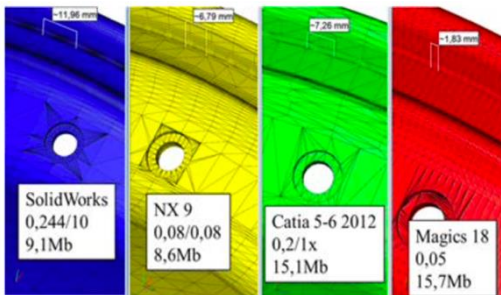 ~11,96 mm
~6,79 mm
~7,26 mm
~1,83 mm
SolidWorks
0,244/10
9,1Mb
NX 9
0,08/0,08
8,6Mb
Catia 5-6 2012
0,2/1x
15,1Mb
Magics 18
0,05
15,7Mb